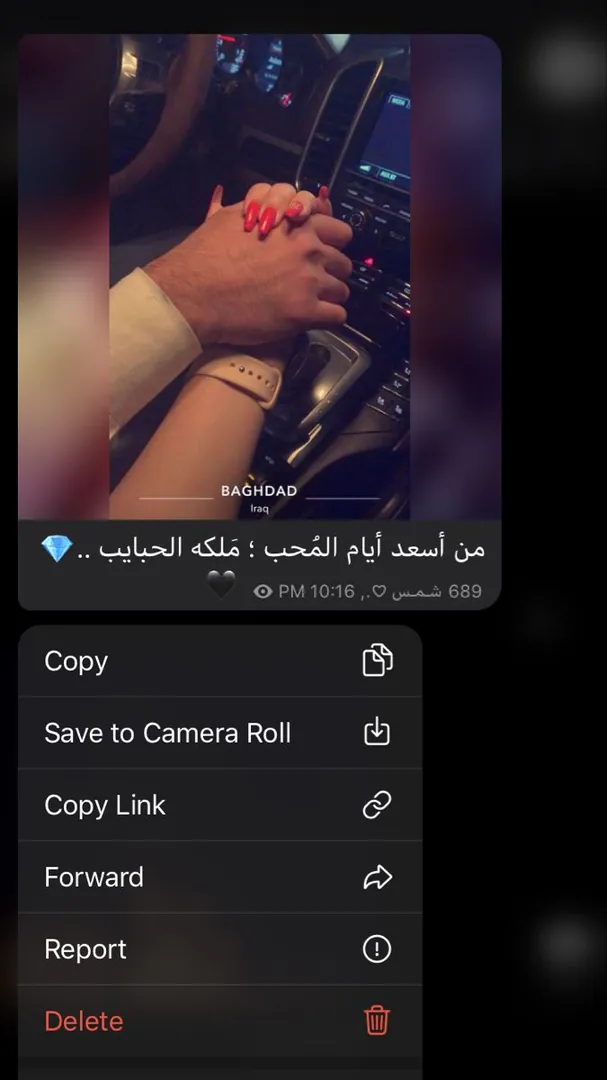 BAGHDAD
Iraq
من أسعد أيام المُحب ؛ مَلكه الحبايب ..💎
689 شمس ♡., 10:16 PM
🖤
Copy
Save to Camera Roll
Copy Link
Forward
Report
Delete